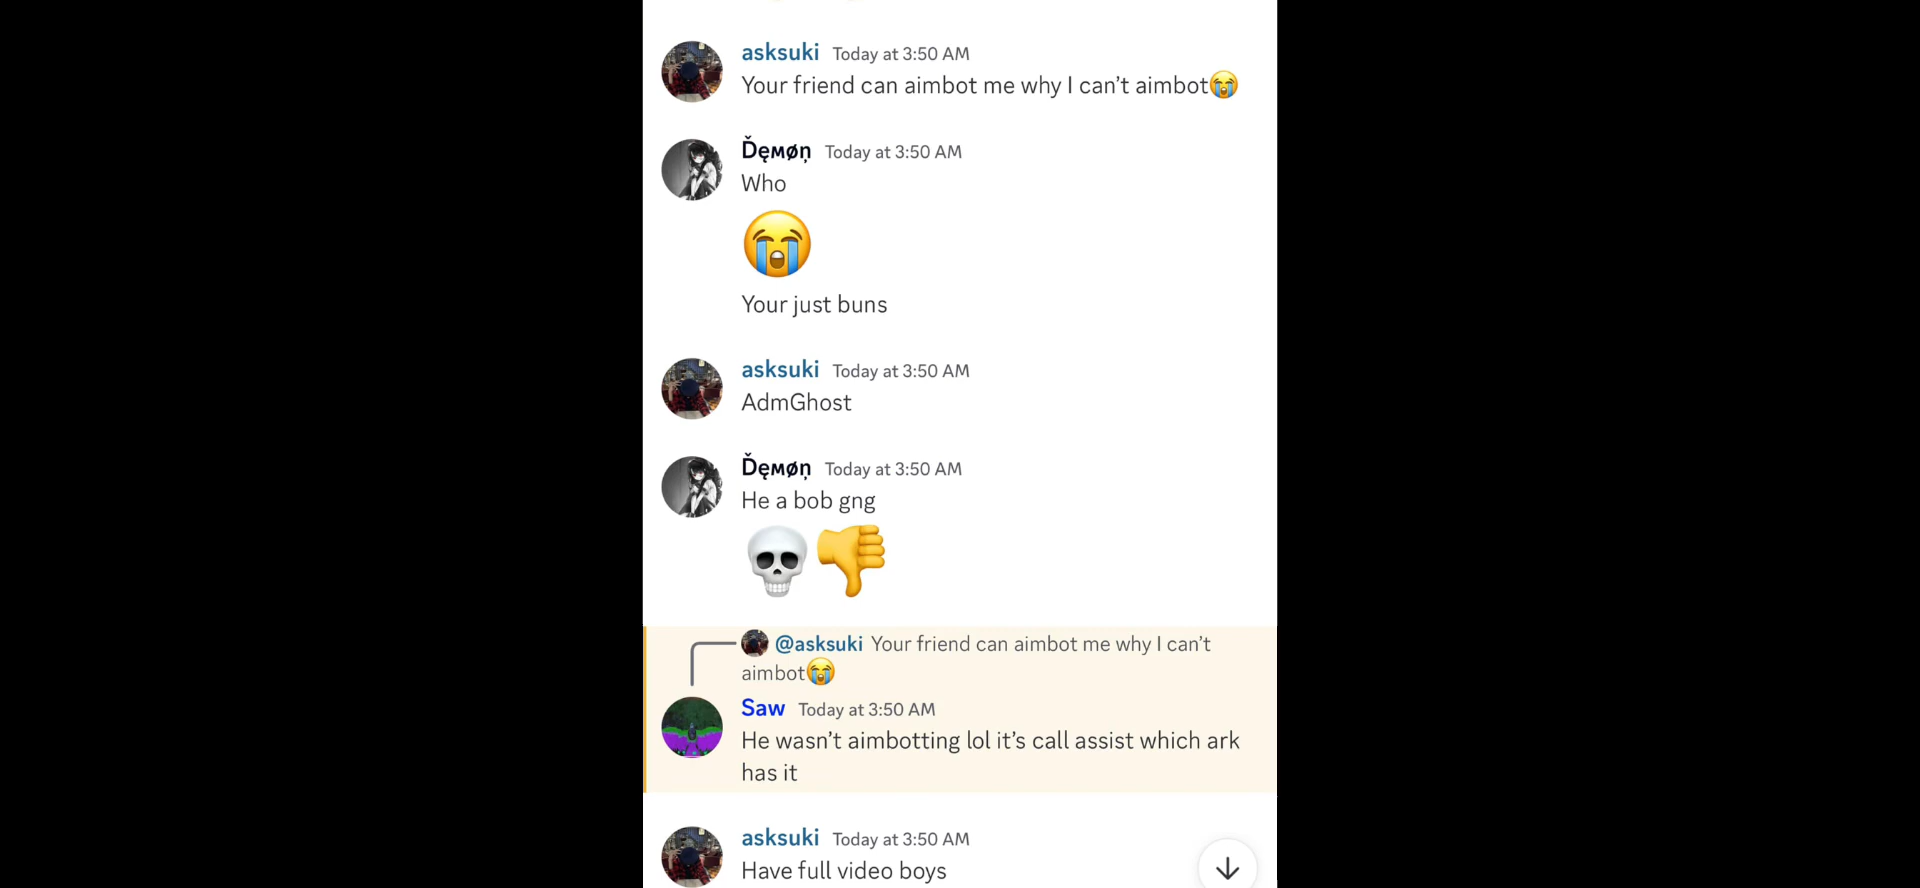 asksuki Today at 3:50 AM
Your friend can aimbot me why I can’t aimbot😭
Ďęмøņ Today at 3:50 AM
Who
😭
Your just buns
asksuki Today at 3:50 AM
AdmGhost
Ďęмøņ Today at 3:50 AM
He a bob gng
💀👎
@asksuki Your friend can aimbot me why I can’t
aimbot😭
Saw Today at 3:50 AM
He wasn’t aimbotting lol it’s call assist which ark
has it
asksuki Today at 3:50 AM
Have full video boys